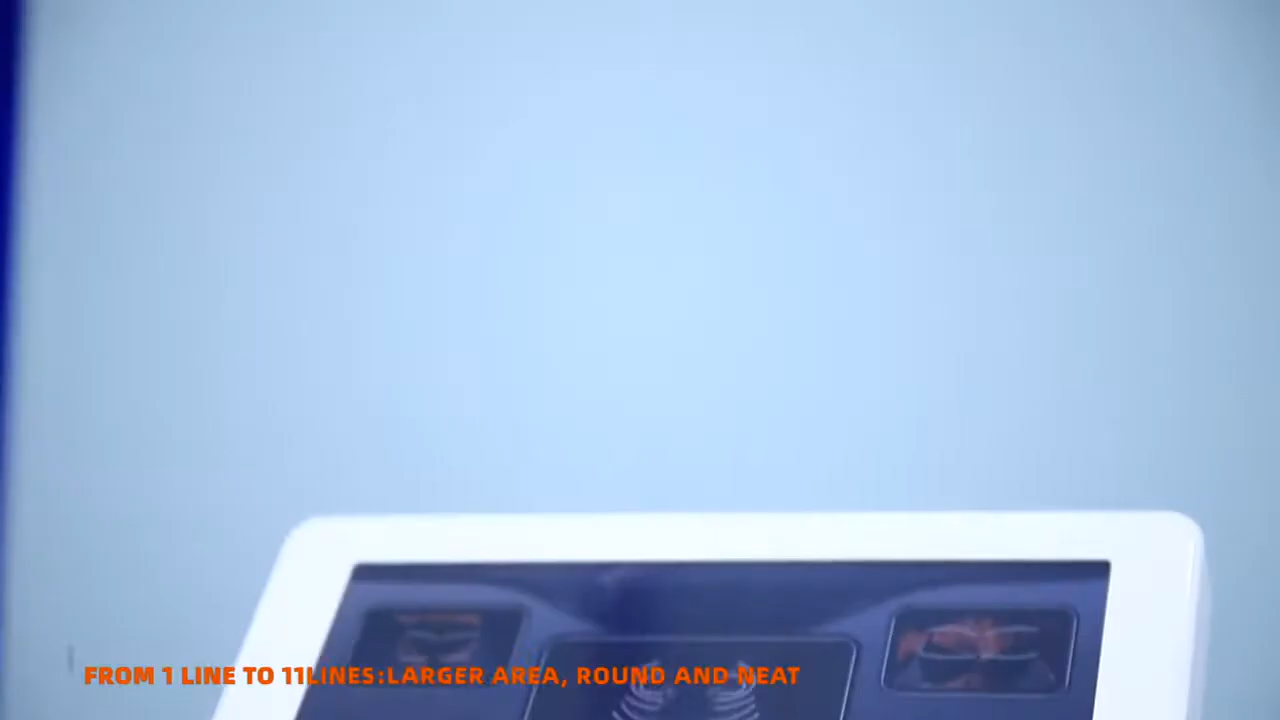 FROM 1 LINE TO 11LINES:LARGER AREA, ROUND AND NEAT